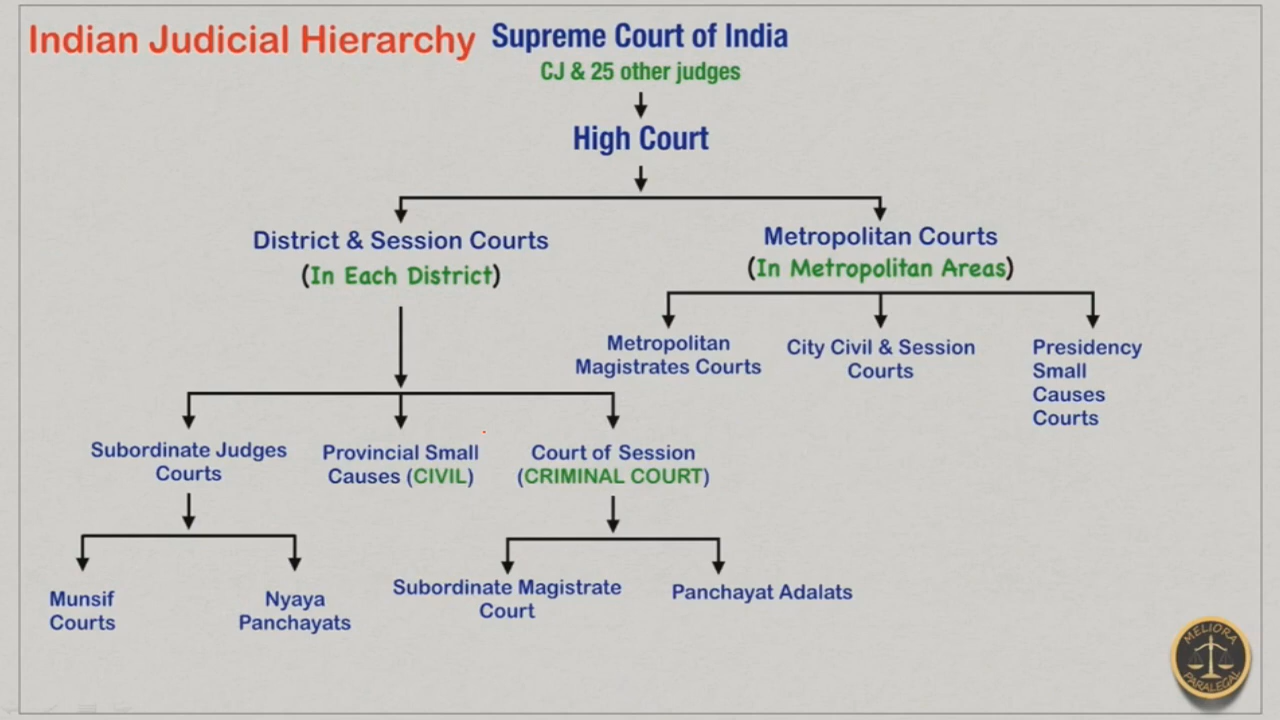 Indian Judicial Hierarchy
Supreme Court of India
CJ & 25 other judges
High Court
District & Session Courts
(In Each District)
Metropolitan Courts
(In Metropolitan Areas)
Metropolitan
Magistrates Courts
City Civil & Session
Courts
Presidency
Small
Causes
Courts
Subordinate Judges
Courts
Provincial Small
Causes (CIVIL)
Court of Session
(CRIMINAL COURT)
Munsif
Courts
Nyaya
Panchayats
Subordinate Magistrate
Court
Panchayat Adalats
MELIORA
PARALEGAL